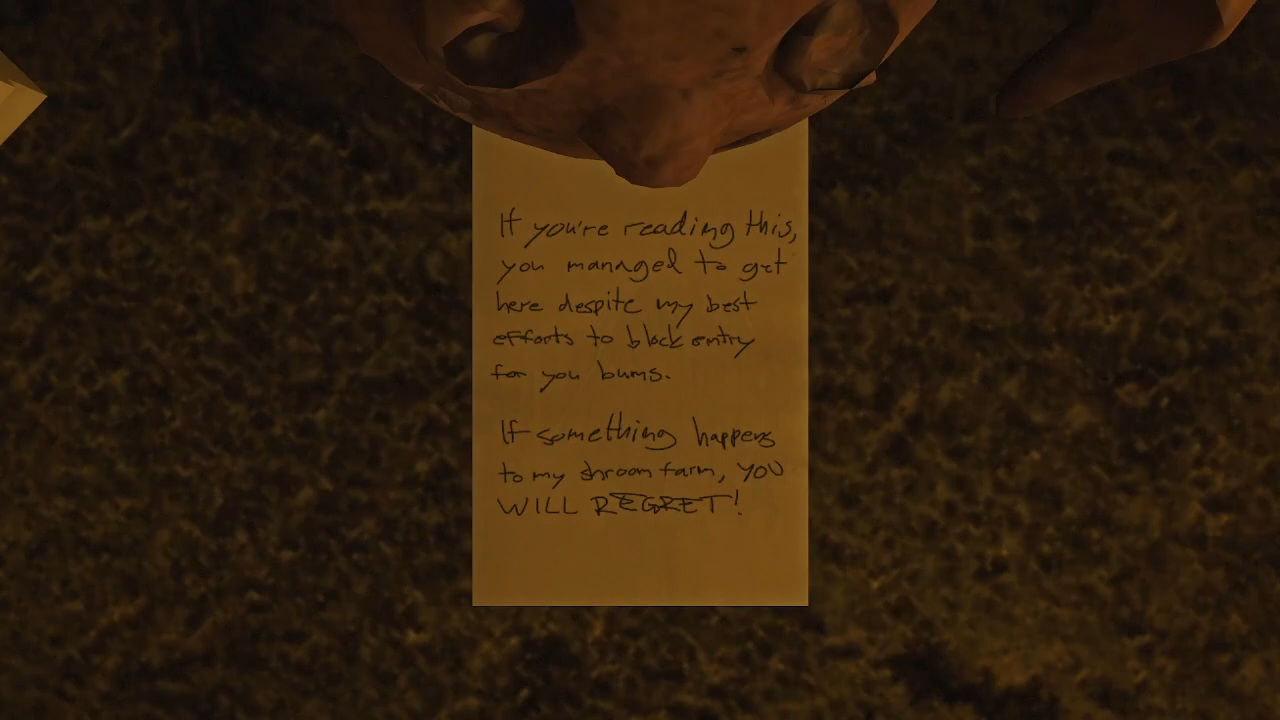 If you're reading this,
you managed to get
here despite my best
efforts to block entry
for you bums.
If something happens
to my shroom farm, YOU
WILL REGRET!